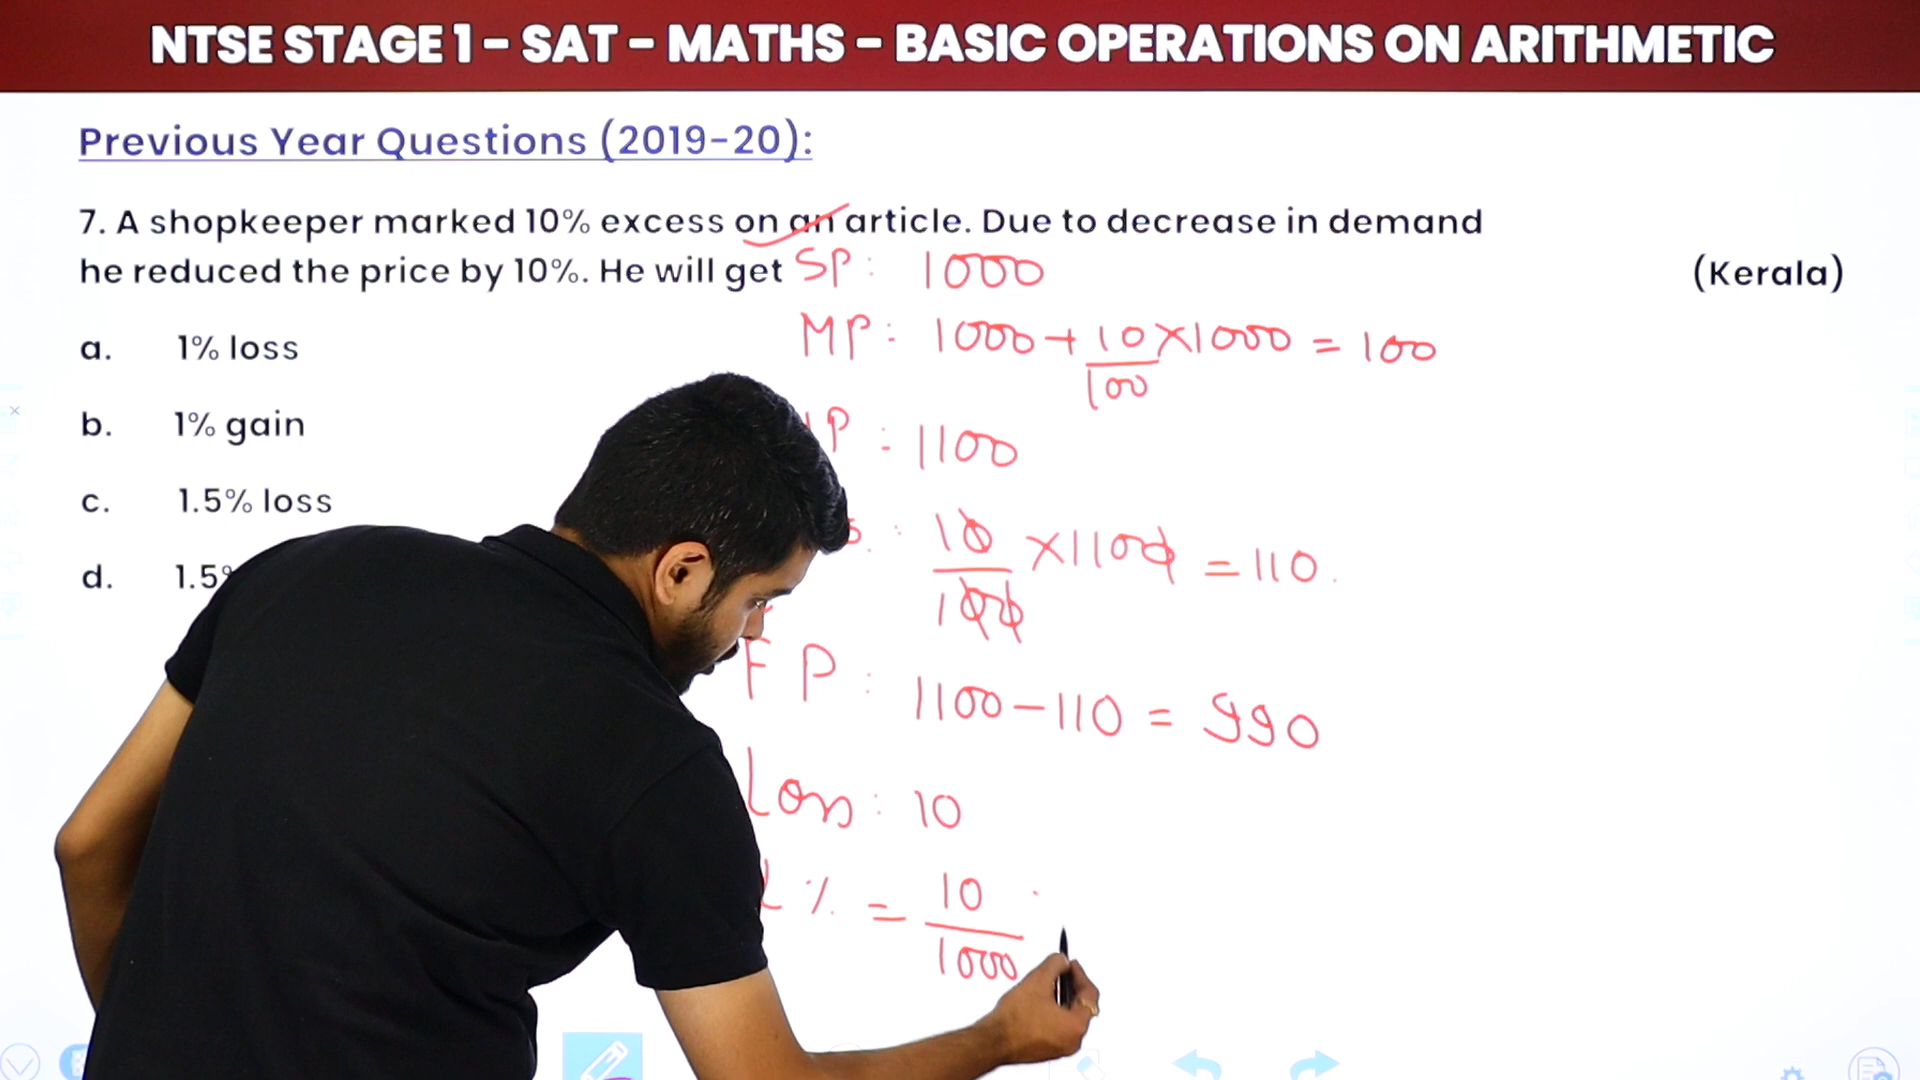 NTSE STAGE 1 – SAT – MATHS – BASIC OPERATIONS ON ARITHMETIC
Previous Year Questions (2019-20):
7. A shopkeeper marked 10% excess on an article. Due to decrease in demand
he reduced the price by 10%. He will get
(Kerala)
SP: 1000
a. 1% loss
MP: 1000 + 10/100 × 1000 = 100
b. 1% gain
P : 1100
c. 1.5% loss
: 10/100 × 1100 = 110.
d. 1.5%
FP : 1100 – 110 = 990
Loss : 10
L % = 10/1000